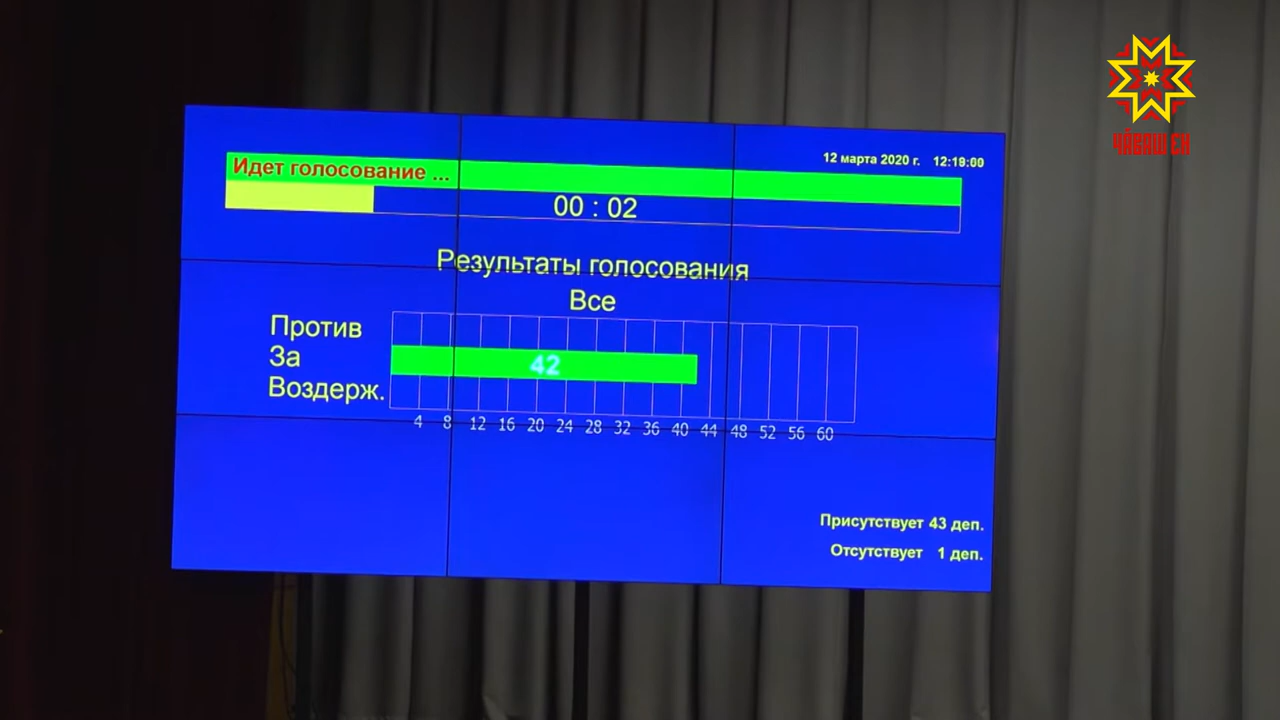 ЧӐВАШ ЕН
12 марта 2020 г. 12:19:00
Идет голосование ...
00 : 02
Результаты голосования
Все
Против
За 42
Воздерж.
4 8 12 16 20 24 28 32 36 40 44 48 52 56 60
Присутствует 43 деп.
Отсутствует 1 деп.